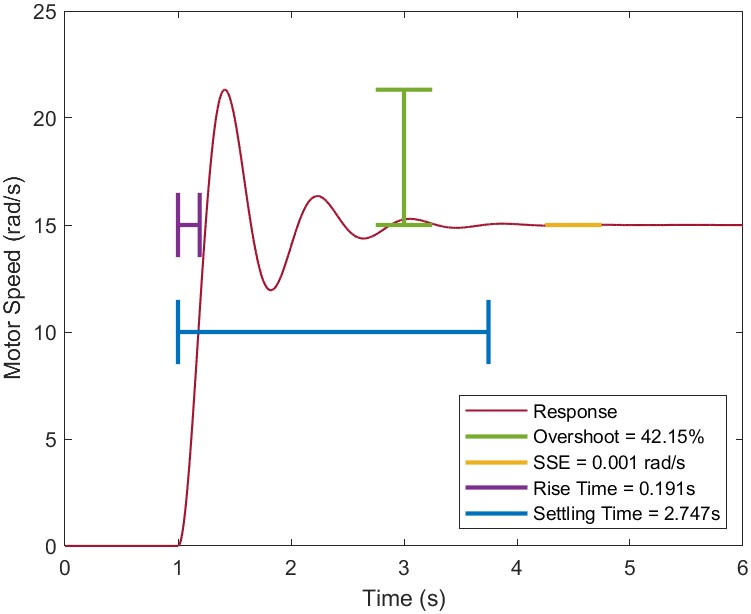 25
20
15
10
5
0
Motor Speed (rad/s)
Response
Overshoot = 42.15%
SSE = 0.001 rad/s
Rise Time = 0.191s
Settling Time = 2.747s
0 1 2 3 4 5 6
Time (s)